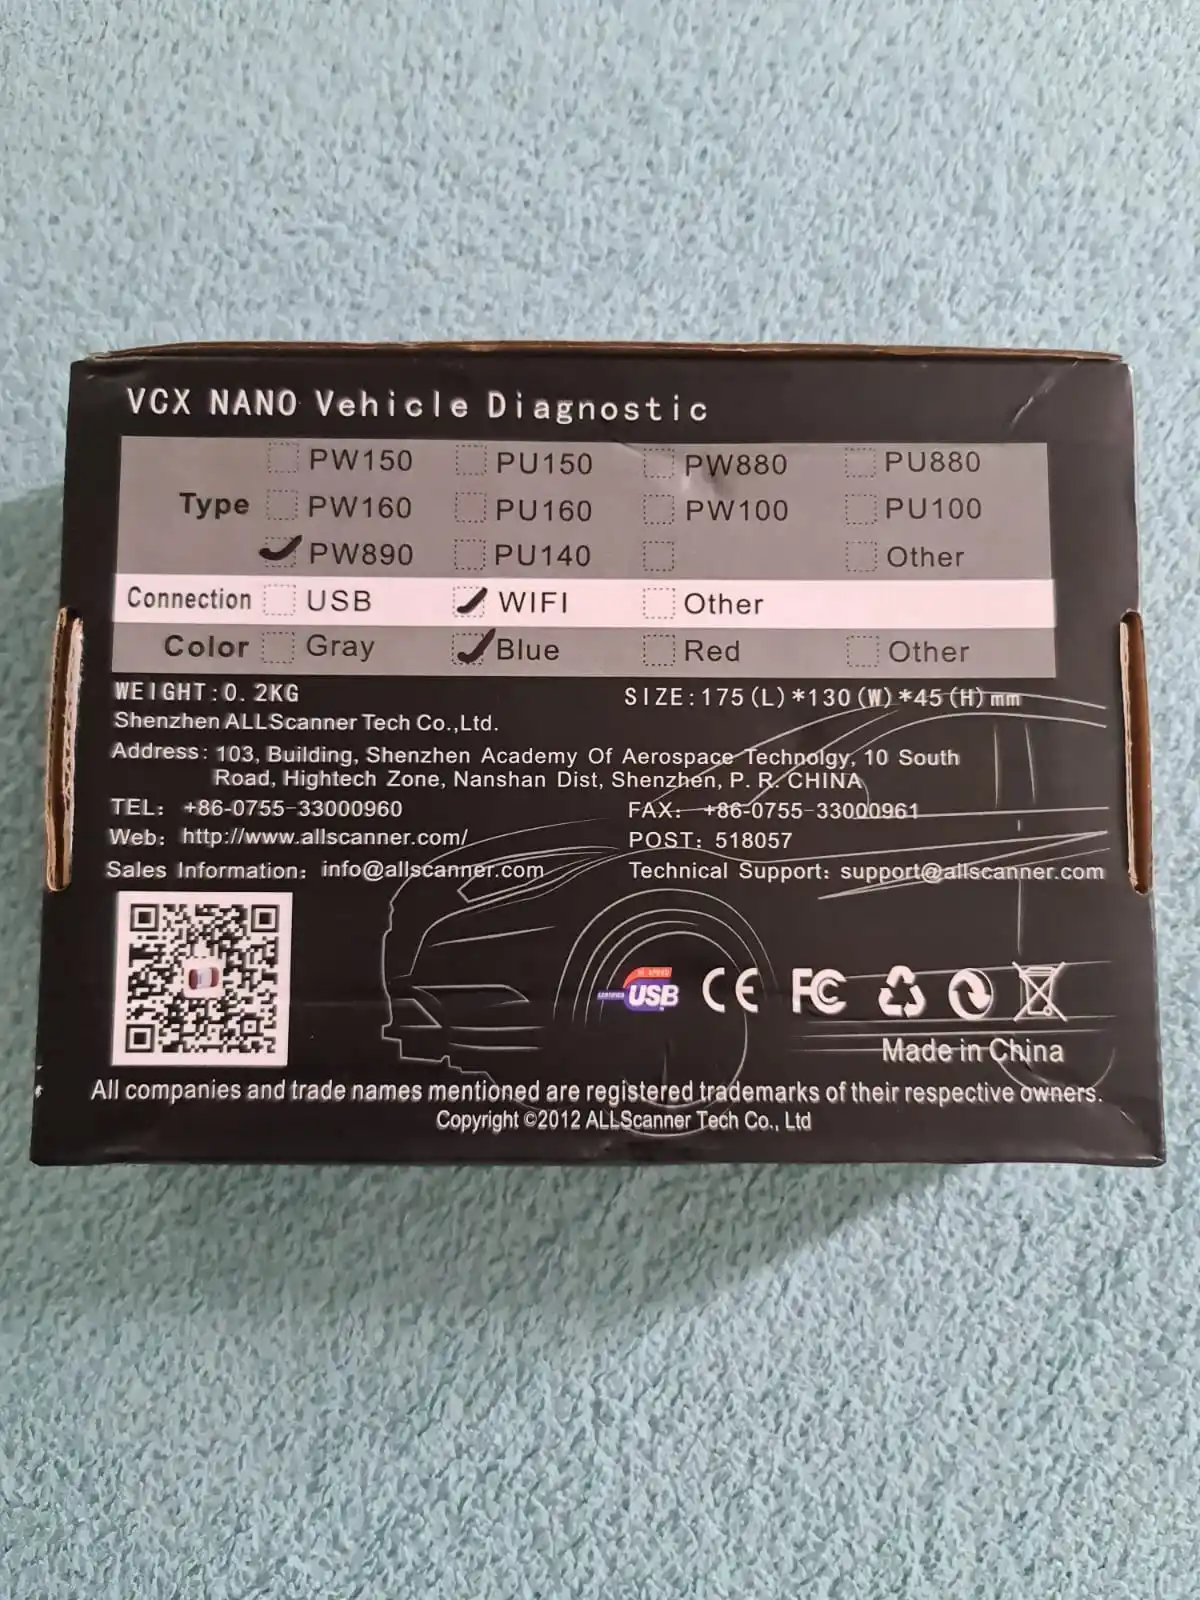 VCX NANO Vehicle Diagnostic
PW150 PU150 PW880 PU880
Type PW160 PU160 PW100 PU100
PW890 PU140 Other
Connection USB WIFI Other
Color Gray Blue Red Other
WEIGHT:0.2KG SIZE:175(L)*130(W)*45(H)mm
Shenzhen ALLScanner Tech Co.,Ltd.
Address: 103, Building, Shenzhen Academy Of Aerospace Technolgy, 10 South
Road, Hightech Zone, Nanshan Dist, Shenzhen, P. R. CHINA
TEL: +86-0755-33000960 FAX: +86-0755-33000961
Web: http://www.allscanner.com/ POST: 518057
Sales Information: info@allscanner.com Technical Support: support@allscanner.com
HI-SPEED
CERTIFIED USB CE FC
Made in China
All companies and trade names mentioned are registered trademarks of their respective owners.
Copyright ©2012 ALLScanner Tech Co., Ltd